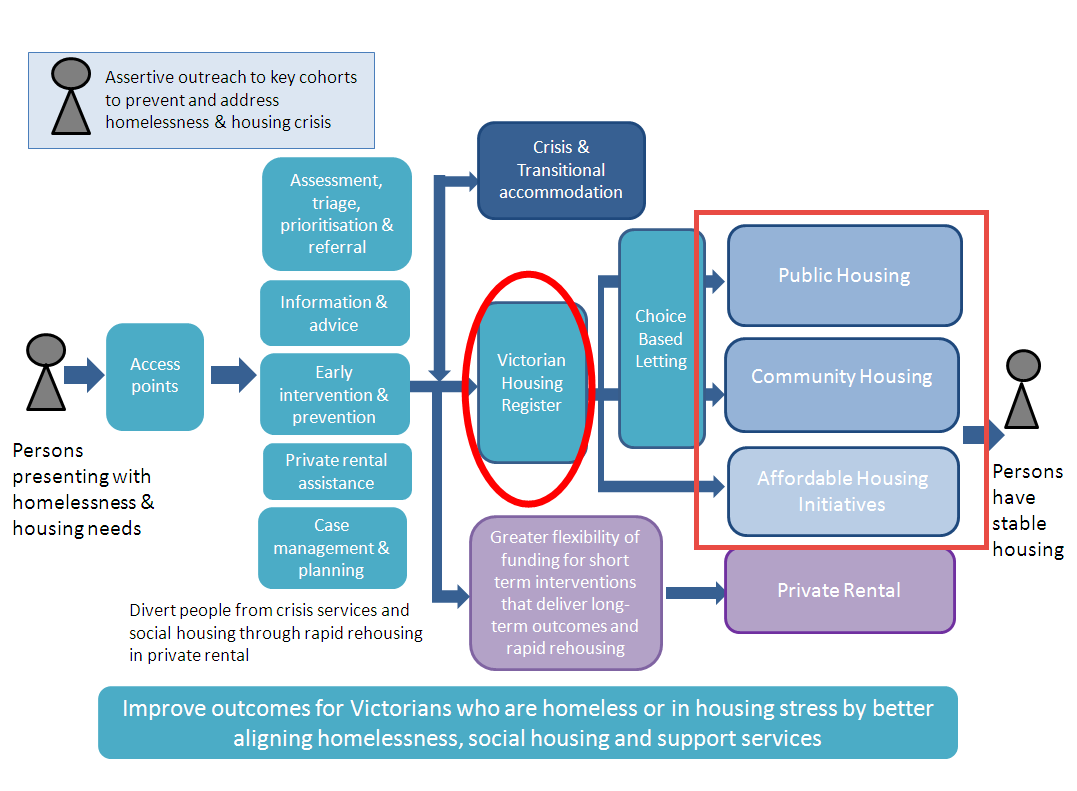 Assertive outreach to key cohorts
to prevent and address
homelessness & housing crisis
Crisis &
Transitional
accommodation
Assessment,
triage,
prioritisation &
referral
Information &
advice
Early
intervention &
prevention
Private rental
assistance
Case
management &
planning
Access
points
Persons
presenting with
homelessness &
housing needs
Victorian
Housing
Register
Choice
Based
Letting
Public Housing
Community Housing
Affordable Housing
Initiatives
Persons
have
stable
housing
Greater flexibility of
funding for short
term interventions
that deliver long-
term outcomes and
rapid rehousing
Private Rental
Divert people from crisis services and
social housing through rapid rehousing
in private rental
Improve outcomes for Victorians who are homeless or in housing stress by better
aligning homelessness, social housing and support services